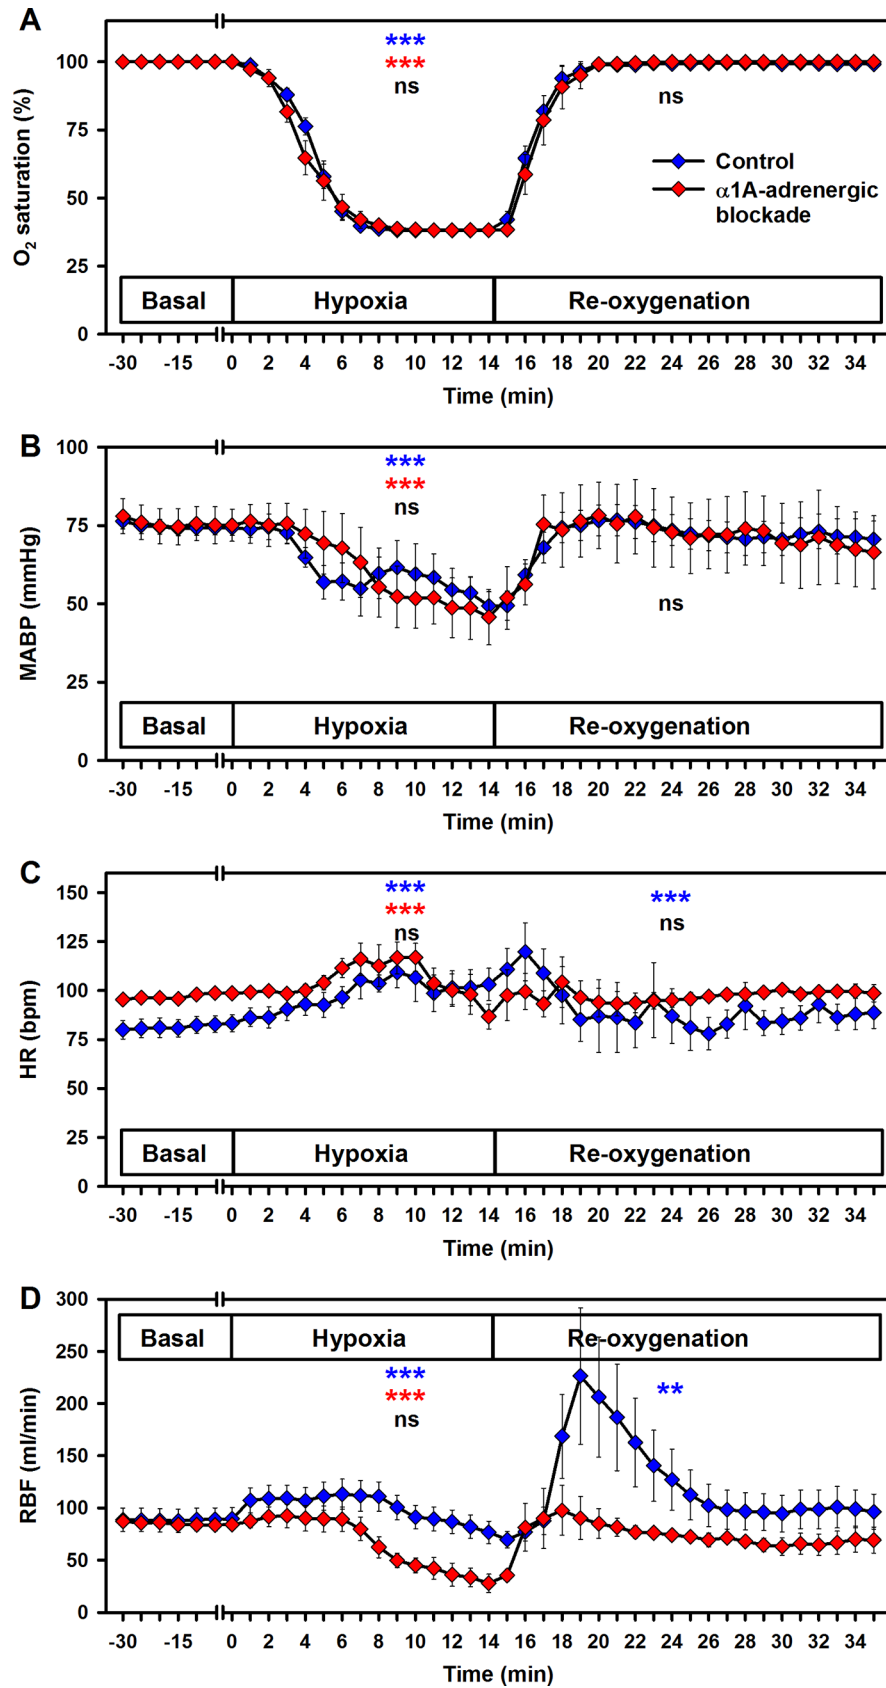 A
O2 saturation (%)
100
75
50
25
0
***
***
ns
ns
Control
α1A-adrenergic
blockade
Basal Hypoxia Re-oxygenation
-30 -15 0 2 4 6 8 10 12 14 16 18 20 22 24 26 28 30 32 34
Time (min)
B
MABP (mmHg)
100
75
50
25
0
***
***
ns
ns
Basal Hypoxia Re-oxygenation
-30 -15 0 2 4 6 8 10 12 14 16 18 20 22 24 26 28 30 32 34
Time (min)
C
HR (bpm)
150
125
100
75
50
25
0
***
***
ns
***
ns
Basal Hypoxia Re-oxygenation
-30 -15 0 2 4 6 8 10 12 14 16 18 20 22 24 26 28 30 32 34
Time (min)
D
RBF (ml/min)
300
250
200
150
100
50
0
Basal Hypoxia Re-oxygenation
***
***
ns
**
-30 -15 0 2 4 6 8 10 12 14 16 18 20 22 24 26 28 30 32 34
Time (min)